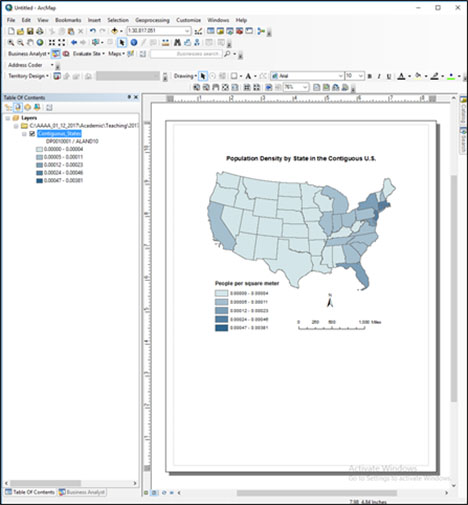 Untitled - ArcMap
File Edit View Bookmarks Insert Selection Geoprocessing Customize Windows Help
1:30,817,051
Business Analyst Evaluate Site Maps Businesses search
Address Coder
Territory Design Drawing A Arial 10 B I U A
76%
Table Of Contents
Layers
C:\AAAA_01_12_2017\Academic\Teaching\2017
Contiguous_States
DP0010001 / ALAND10
0.00000 - 0.00004
0.00005 - 0.00011
0.00012 - 0.00023
0.00024 - 0.00046
0.00047 - 0.00381
Catalog
Search
Population Density by State in the Contiguous U.S.
People per square meter
0.00000 - 0.00004
0.00005 - 0.00011
0.00012 - 0.00023
0.00024 - 0.00046
0.00047 - 0.00381
N
0 250 500 1,000 Miles
Activate Windows
Go to Settings to activate Windows.
Table Of Contents Business Analyst
7.98 4.84 Inches